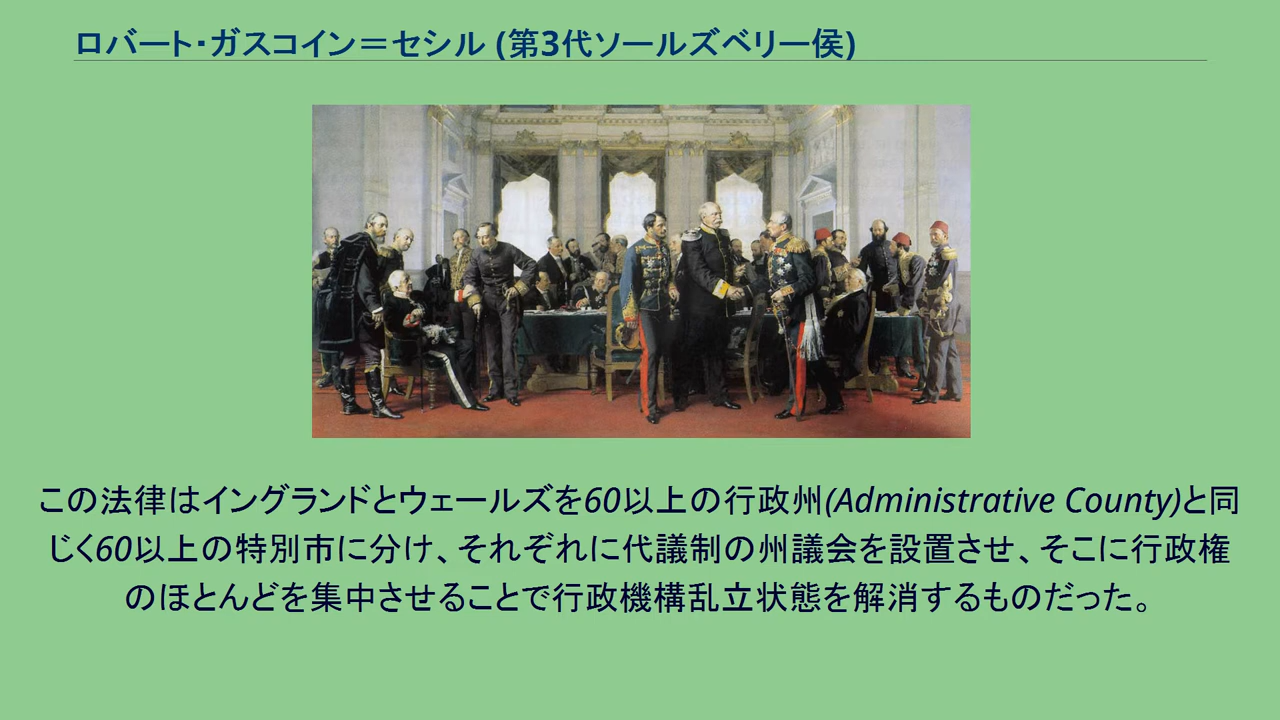 ロバート・ガスコイン＝セシル (第3代ソールズベリー侯)
この法律はイングランドとウェールズを60以上の行政州(Administrative County)と同
じく60以上の特別市に分け、それぞれに代議制の州議会を設置させ、そこに行政権
のほとんどを集中させることで行政機構乱立状態を解消するものだった。